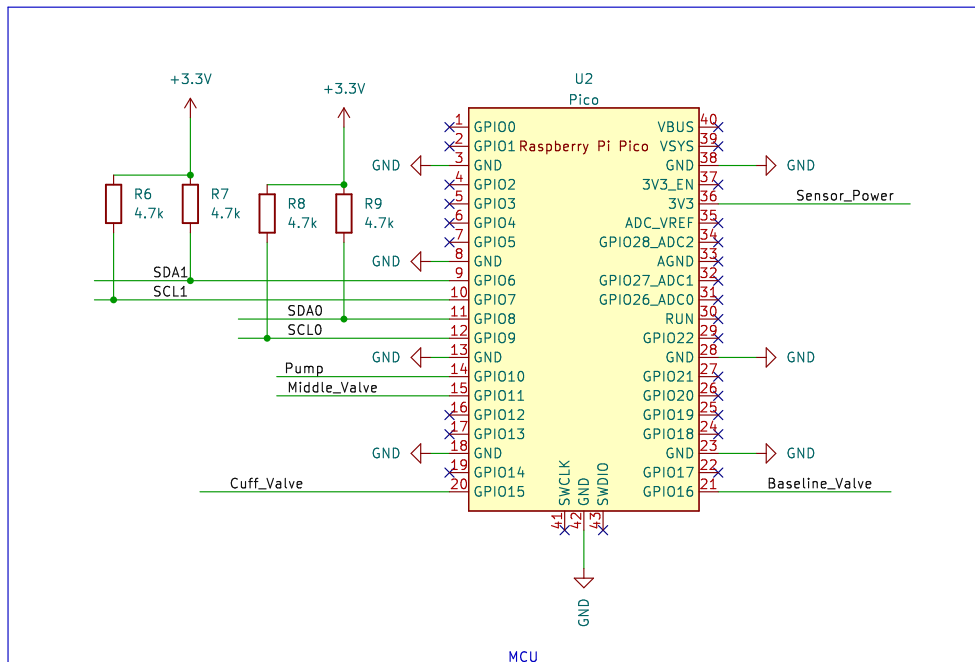 U2
Pico
Raspberry Pi Pico
+3.3V
+3.3V
R6
4.7k
R7
4.7k
R8
4.7k
R9
4.7k
1 GPIO0
2 GPIO1
GND 3 GND
4 GPIO2
5 GPIO3
6 GPIO4
7 GPIO5
GND 8 GND
SDA1 9 GPIO6
SCL1 10 GPIO7
SDA0 11 GPIO8
SCL0 12 GPIO9
GND 13 GND
Pump 14 GPIO10
Middle_Valve 15 GPIO11
16 GPIO12
17 GPIO13
GND 18 GND
19 GPIO14
Cuff_Valve 20 GPIO15
VBUS 40
VSYS 39
GND 38 GND
3V3_EN 37
3V3 36 Sensor_Power
ADC_VREF 35
GPIO28_ADC2 34
AGND 33
GPIO27_ADC1 32
GPIO26_ADC0 31
RUN 30
GPIO22 29
GND 28 GND
GPIO21 27
GPIO20 26
GPIO19 25
GPIO18 24
GND 23 GND
GPIO17 22
GPIO16 21 Baseline_Valve
SWCLK 41
GND 42
SWDIO 43
GND
MCU